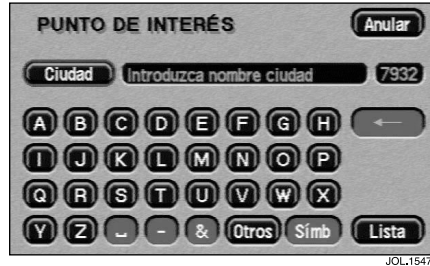 PUNTO DE INTERÉS Anular
Ciudad Introduzca nombre ciudad 7932
A B C D E F G H ←
I J K L M N O P
Q R S T U V W X
Y Z ␣ - & Otros Símb Lista
JOL.1547